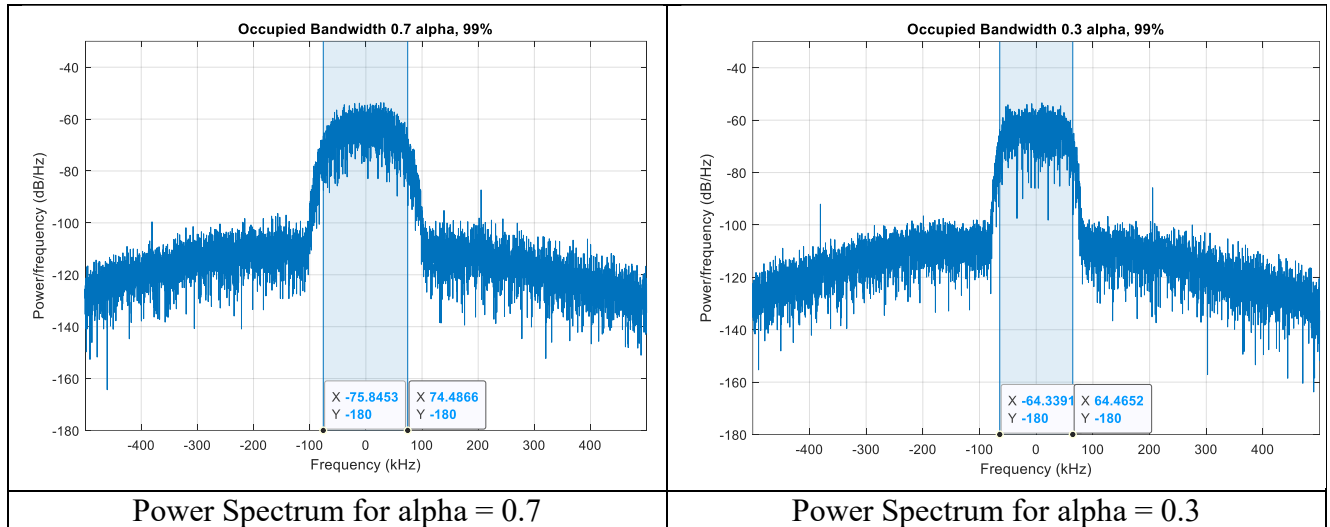 Occupied Bandwidth 0.7 alpha, 99%
-40
-60
-80
-100
-120
-140
-160
-180
Power/frequency (dB/Hz)
X -75.8453
Y -180
X 74.4866
Y -180
-400 -300 -200 -100 0 100 200 300 400
Frequency (kHz)
Power Spectrum for alpha = 0.7
Occupied Bandwidth 0.3 alpha, 99%
-40
-60
-80
-100
-120
-140
-160
-180
Power/frequency (dB/Hz)
X -64.3391
Y -180
X 64.4652
Y -180
-400 -300 -200 -100 0 100 200 300 400
Frequency (kHz)
Power Spectrum for alpha = 0.3